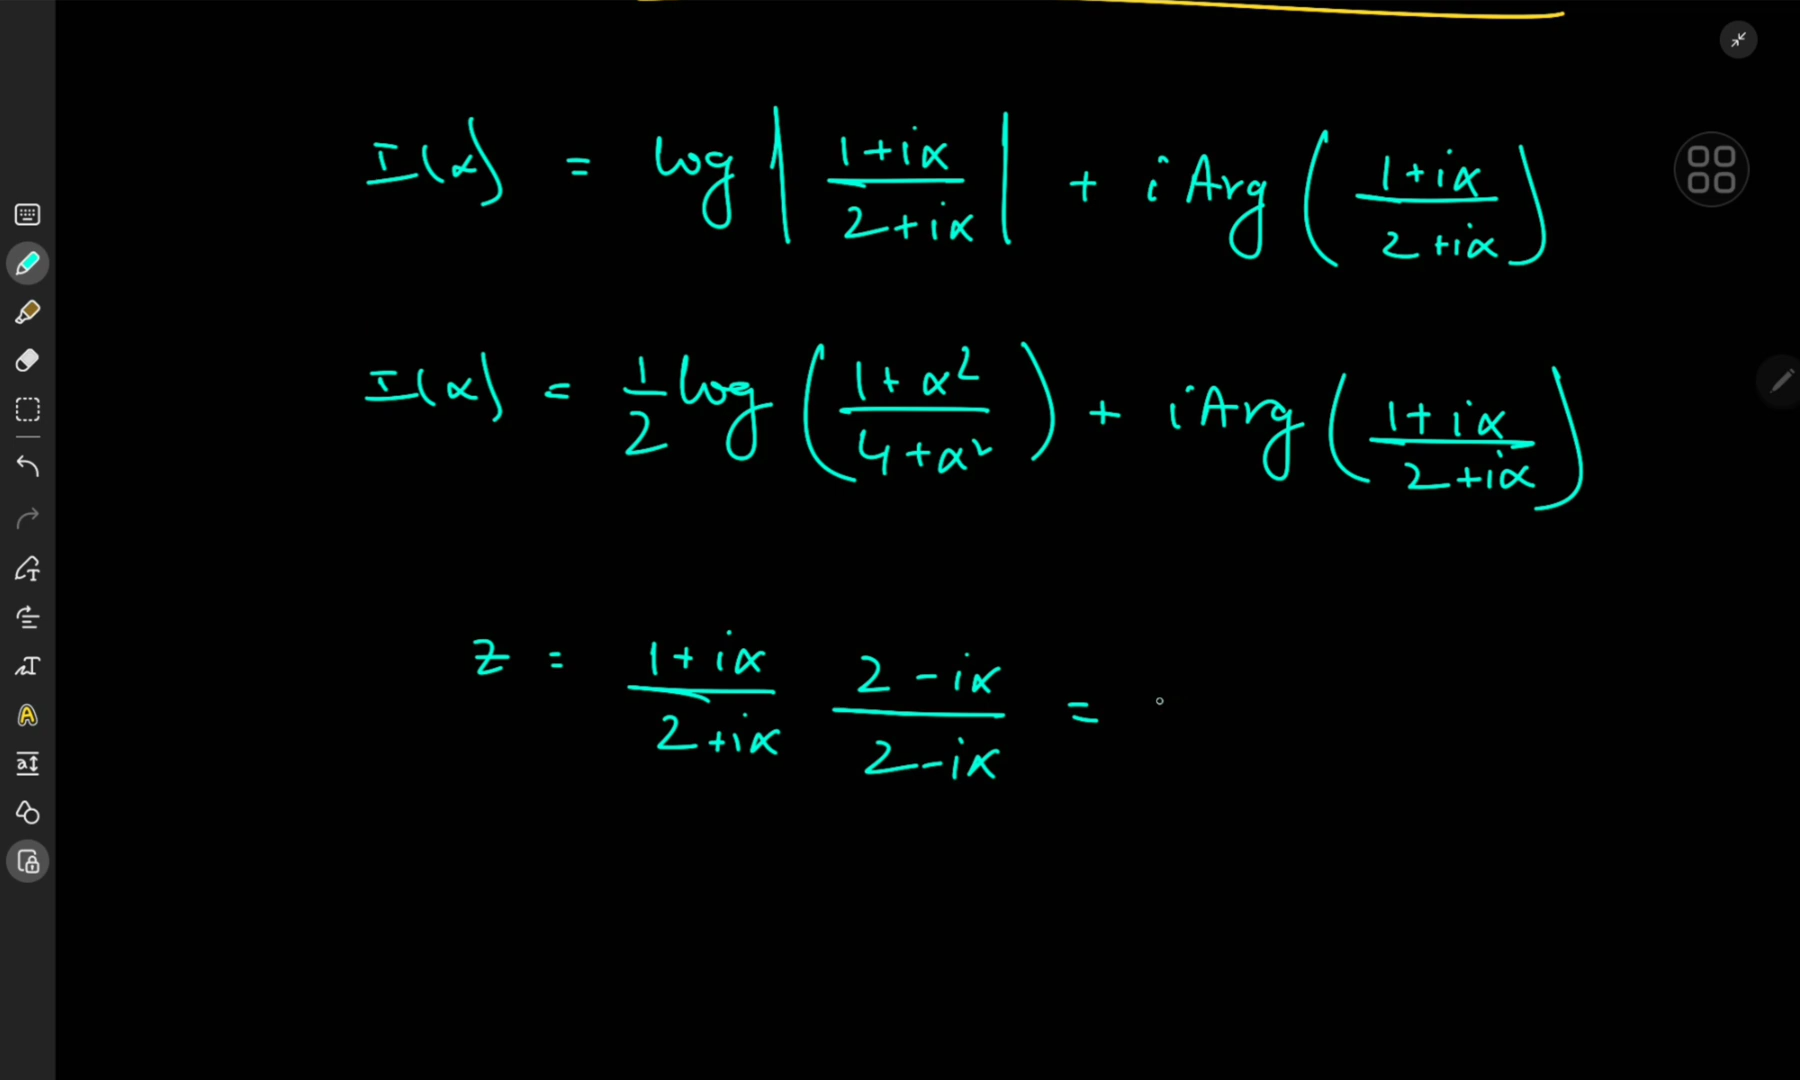 I(α) = log | (1+iα)/(2+iα) | + i Arg ( (1+iα)/(2+iα) )
I(α) = 1/2 log ( (1+α²)/(4+α²) ) + i Arg ( (1+iα)/(2+iα) )
z = (1+iα)/(2+iα) (2-iα)/(2-iα) =